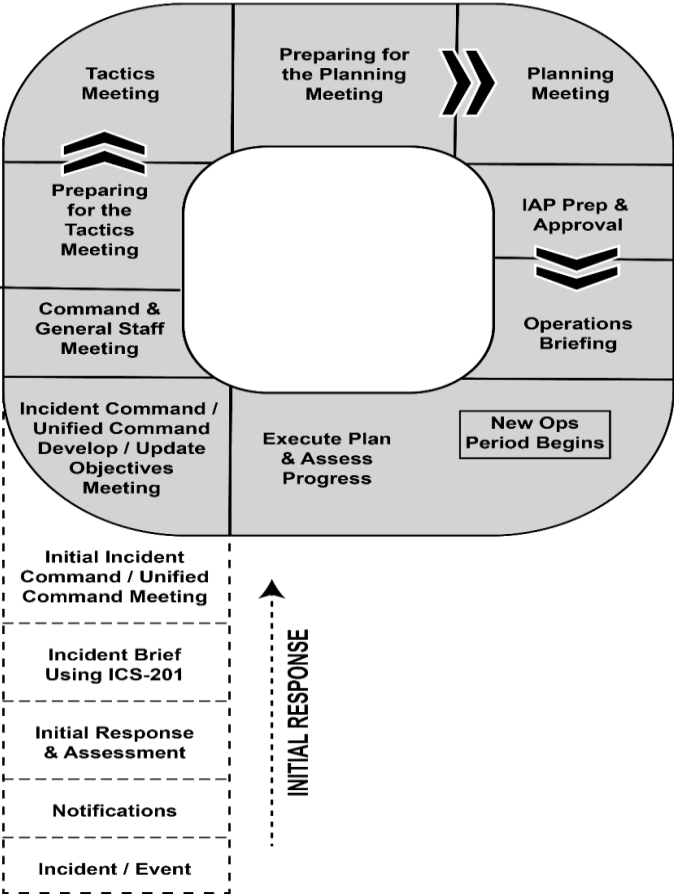 Tactics
Meeting
Preparing for
the Planning
Meeting
Planning
Meeting
Preparing
for the
Tactics
Meeting
IAP Prep &
Approval
Command &
General Staff
Meeting
Operations
Briefing
Incident Command /
Unified Command
Develop / Update
Objectives
Meeting
Execute Plan
& Assess
Progress
New Ops
Period Begins
Initial Incident
Command / Unified
Command Meeting
Incident Brief
Using ICS-201
Initial Response
& Assessment
Notifications
Incident / Event
INITIAL RESPONSE